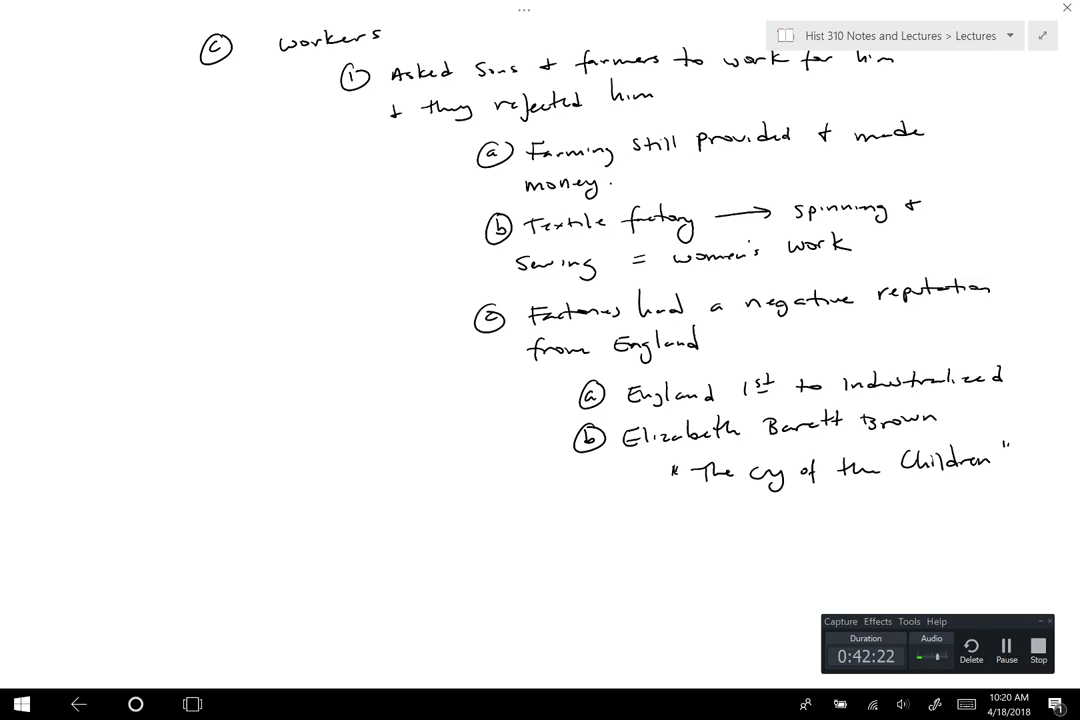 ...
Hist 310 Notes and Lectures > Lectures
c workers
1 Asked Sons + farmers to work for him
+ they rejected him
a Farming still provided + made
money.
b Textile factory → spinning +
Sewing = women's work
c Factories had a negative reputation
from England
a England 1st to Industrialized
b Elizabeth Barett Brown
"The Cry of the Children"
Capture Effects Tools Help
Duration Audio
0:42:22 Delete Pause Stop
10:20 AM
4/18/2018
1